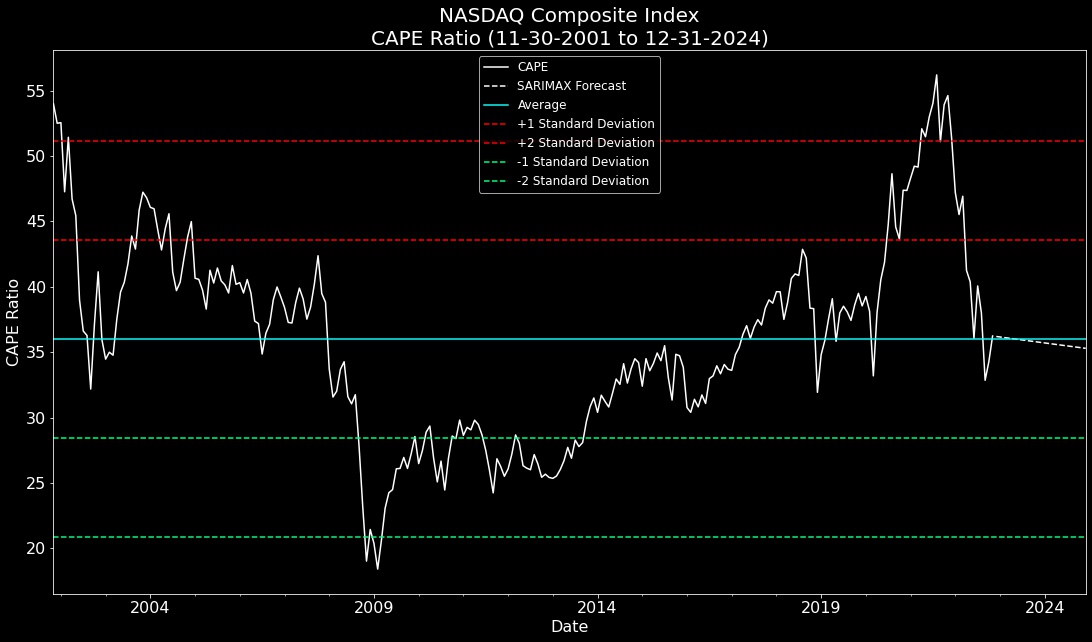 NASDAQ Composite Index
CAPE Ratio (11-30-2001 to 12-31-2024)
CAPE
SARIMAX Forecast
Average
+1 Standard Deviation
+2 Standard Deviation
-1 Standard Deviation
-2 Standard Deviation
CAPE Ratio
55
50
45
40
35
30
25
20
2004
2009
2014
2019
2024
Date